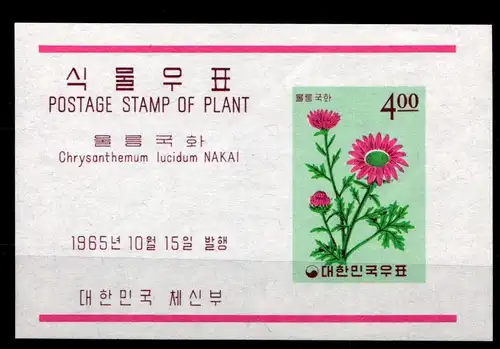 식물우표
POSTAGE STAMP OF PLANT
울릉국화
Chrysanthemum lucidum NAKAI
1965년 10월 15일 발행
대한민국 체신부
울릉국화
4.00
대한민국우표